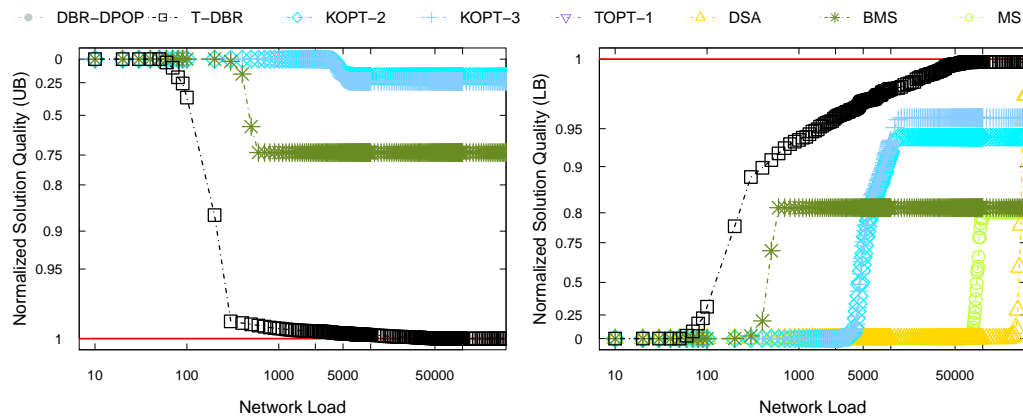 DBR-DPOP T-DBR KOPT-2 KOPT-3 TOPT-1 DSA BMS MS
Normalized Solution Quality (UB)
0
0.25
0.5
0.75
0.8
0.9
0.95
1
10 100 1000 5000 50000
Network Load
Normalized Solution Quality (LB)
1
0.95
0.9
0.8
0.75
0.5
0.25
0
10 100 1000 5000 50000
Network Load